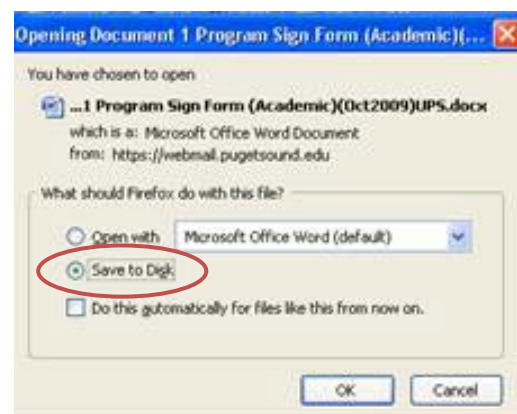 Opening Document 1 Program Sign Form (Academic)(...
You have chosen to open
...1 Program Sign Form (Academic)(Oct2009)UPS.docx
which is a: Microsoft Office Word Document
from: https://webmail.pugetsound.edu
What should Firefox do with this file?
Open with Microsoft Office Word (default)
Save to Disk
Do this automatically for files like this from now on.
OK Cancel